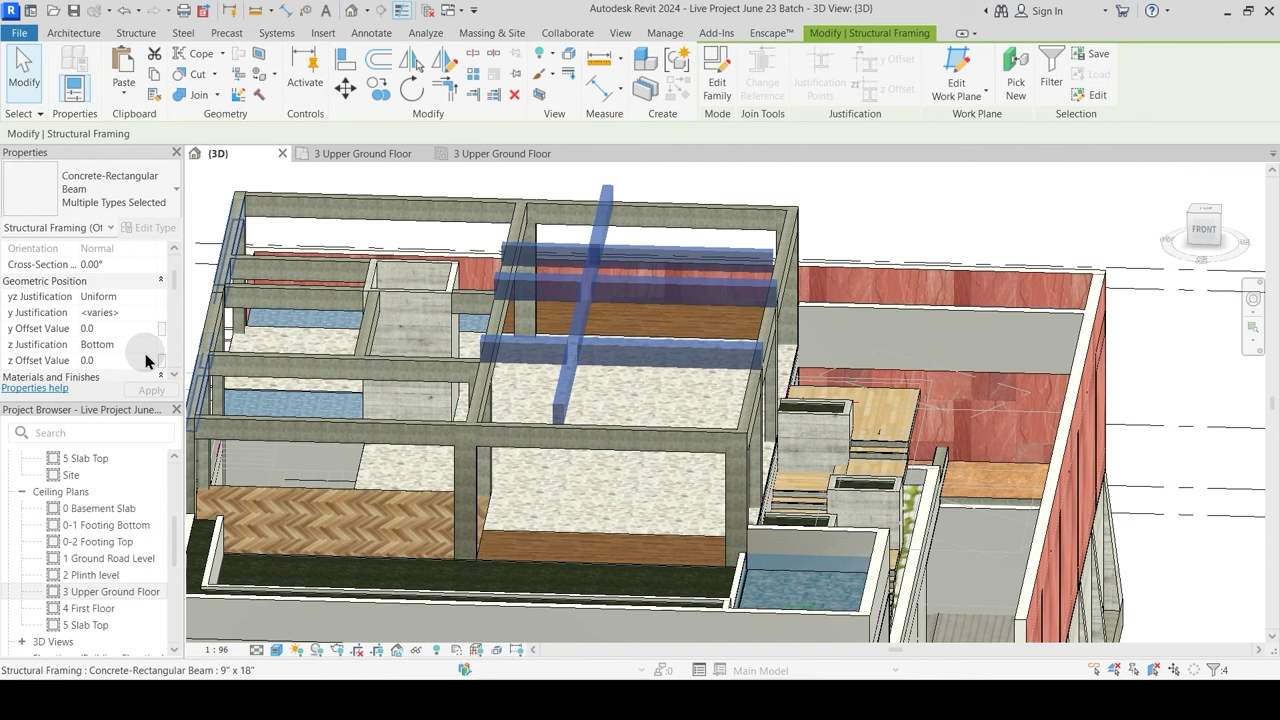 Autodesk Revit 2024 - Live Project June 23 Batch - 3D View: {3D}
Sign In
File Architecture Structure Steel Precast Systems Insert Annotate Analyze Massing & Site Collaborate View Manage Add-Ins Enscape™ Modify | Structural Framing
Modify
Paste
Cope
Cut
Join
Activate
Edit Family
Change Reference
Justification Points
y Offset
z Offset
Edit Work Plane
Pick New
Filter
Save
Load
Edit
Select Properties Clipboard Geometry Controls Modify View Measure Create Mode Join Tools Justification Work Plane Selection
Modify | Structural Framing
Properties
{3D} 3 Upper Ground Floor 3 Upper Ground Floor
Concrete-Rectangular
Beam
Multiple Types Selected
Structural Framing (Ot Edit Type
Orientation Normal
Cross-Section ... 0.00°
Geometric Position
yz Justification Uniform
y Justification <varies>
y Offset Value 0.0
z Justification Bottom
z Offset Value 0.0
Materials and Finishes
Properties help Apply
Project Browser - Live Project June...
Search
5 Slab Top
Site
Ceiling Plans
0 Basement Slab
0-1 Footing Bottom
0-2 Footing Top
1 Ground Road Level
2 Plinth level
3 Upper Ground Floor
4 First Floor
5 Slab Top
3D Views
FRONT
1 : 96
Structural Framing : Concrete-Rectangular Beam : 9" x 18"
:0
Main Model
:4